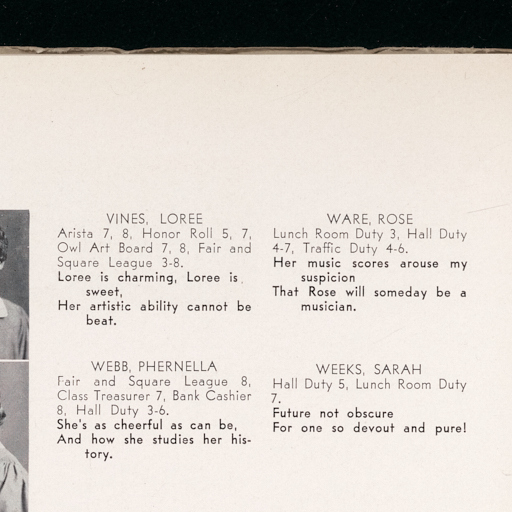 VINES, LOREE
Arista 7, 8, Honor Roll 5, 7,
Owl Art Board 7, 8, Fair and
Square League 3-8.
Loree is charming, Loree is
sweet,
Her artistic ability cannot be
beat.
WARE, ROSE
Lunch Room Duty 3, Hall Duty
4-7, Traffic Duty 4-6.
Her music scores arouse my
suspicion
That Rose will someday be a
musician.
WEBB, PHERNELLA
Fair and Square League 8,
Class Treasurer 7, Bank Cashier
8, Hall Duty 3-6.
She's as cheerful as can be,
And how she studies her his-
tory.
WEEKS, SARAH
Hall Duty 5, Lunch Room Duty
7.
Future not obscure
For one so devout and pure!